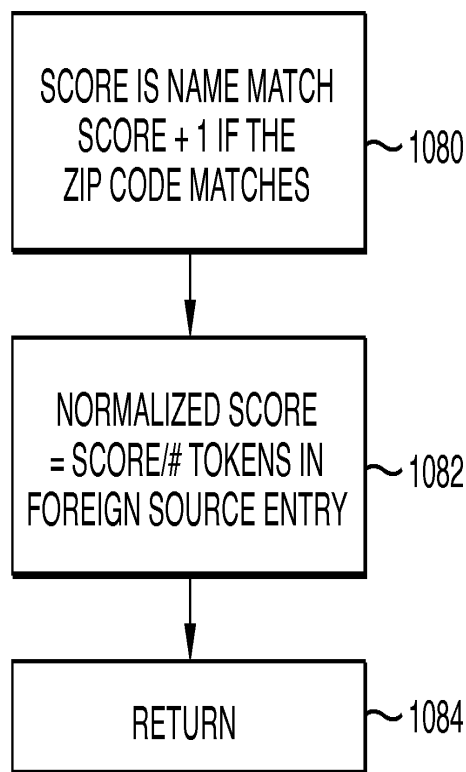 SCORE IS NAME MATCH
SCORE + 1 IF THE
ZIP CODE MATCHES
1080
NORMALIZED SCORE
= SCORE/# TOKENS IN
FOREIGN SOURCE ENTRY
1082
RETURN
1084